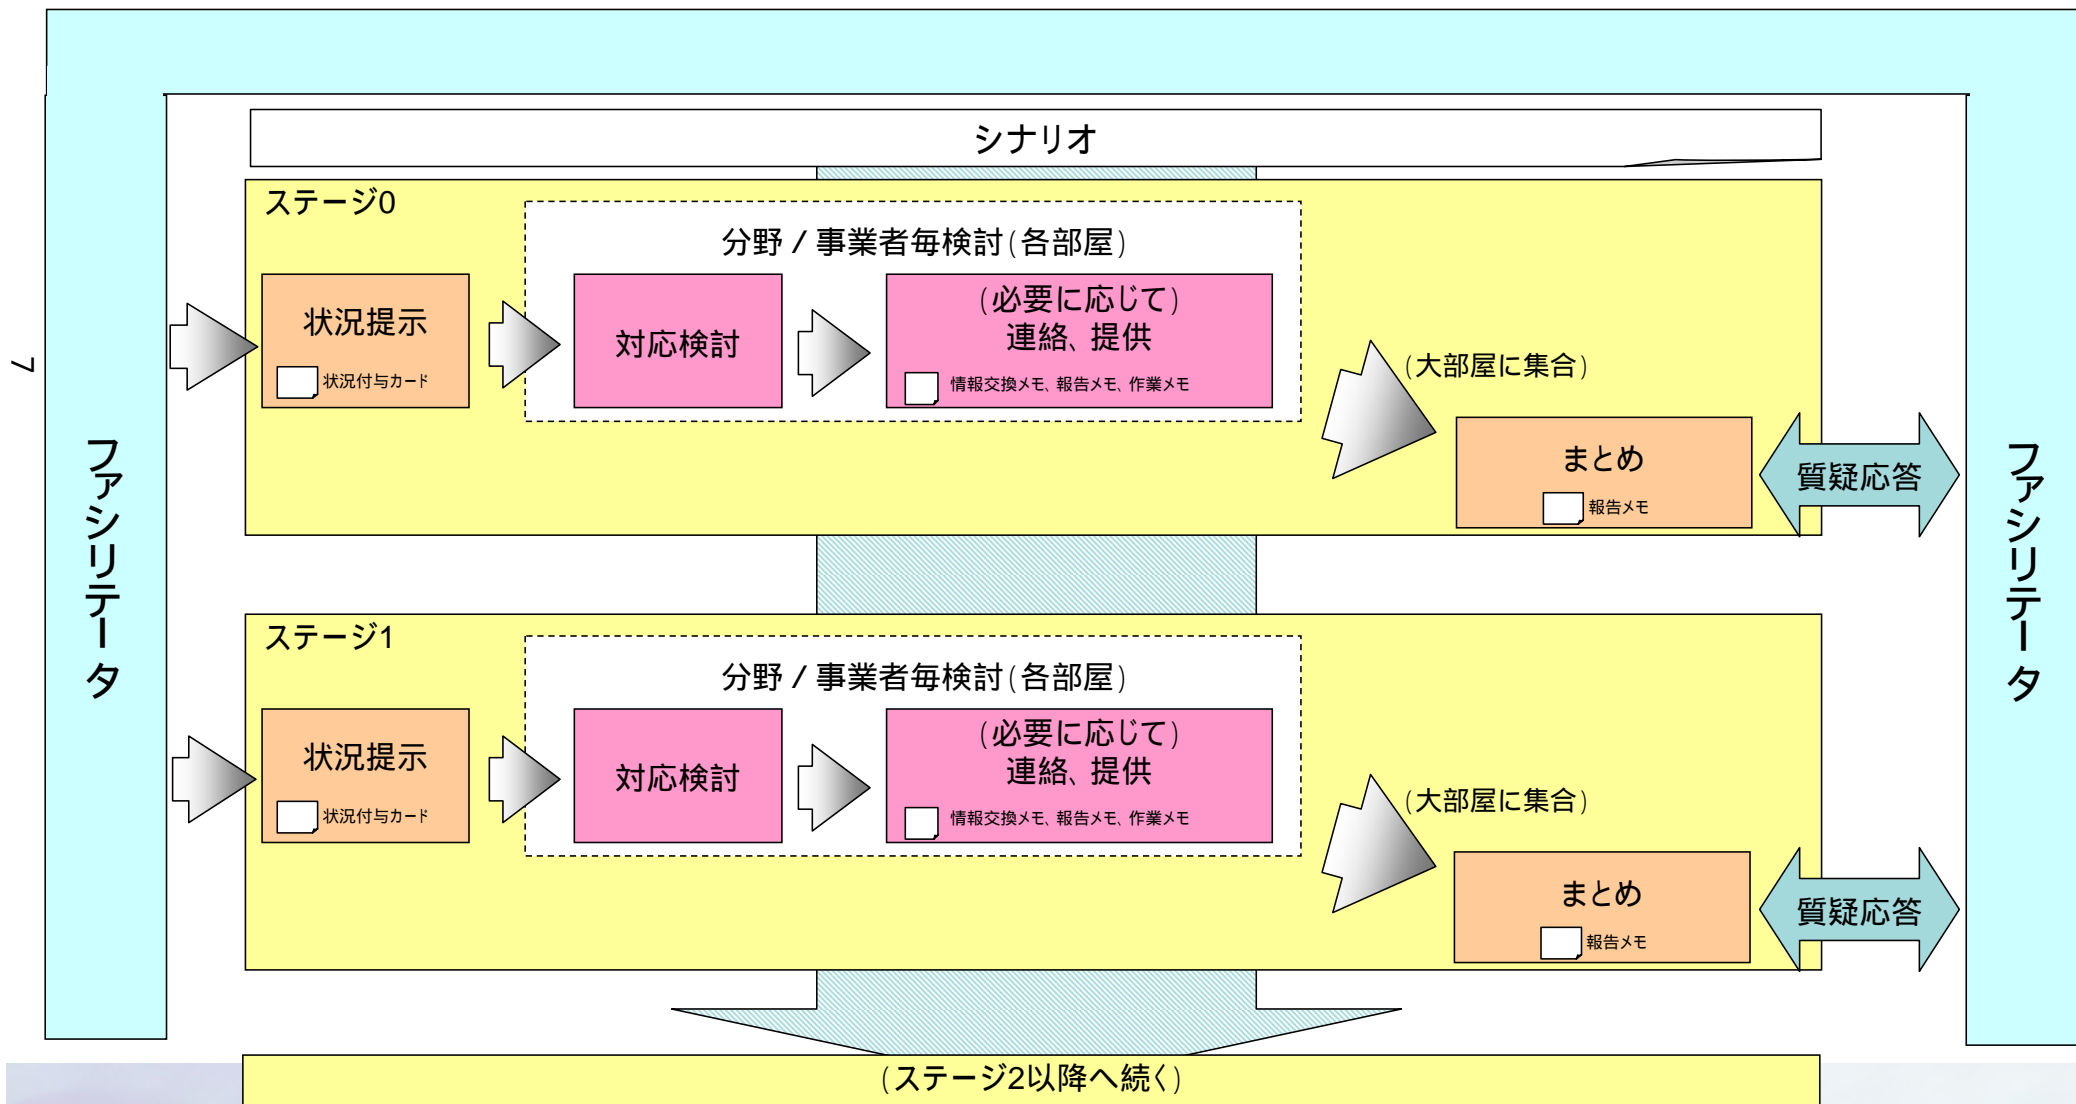 シナリオ
ステージ0
分野/事業者毎検討(各部屋)
状況提示
状況付与カード
対応検討
(必要に応じて)
連絡、提供
情報交換メモ、報告メモ、作業メモ
(大部屋に集合)
まとめ
報告メモ
質疑応答
7
ファシリテータ
ファシリテータ
ステージ1
分野/事業者毎検討(各部屋)
状況提示
状況付与カード
対応検討
(必要に応じて)
連絡、提供
情報交換メモ、報告メモ、作業メモ
(大部屋に集合)
まとめ
報告メモ
質疑応答
(ステージ2以降へ続く)